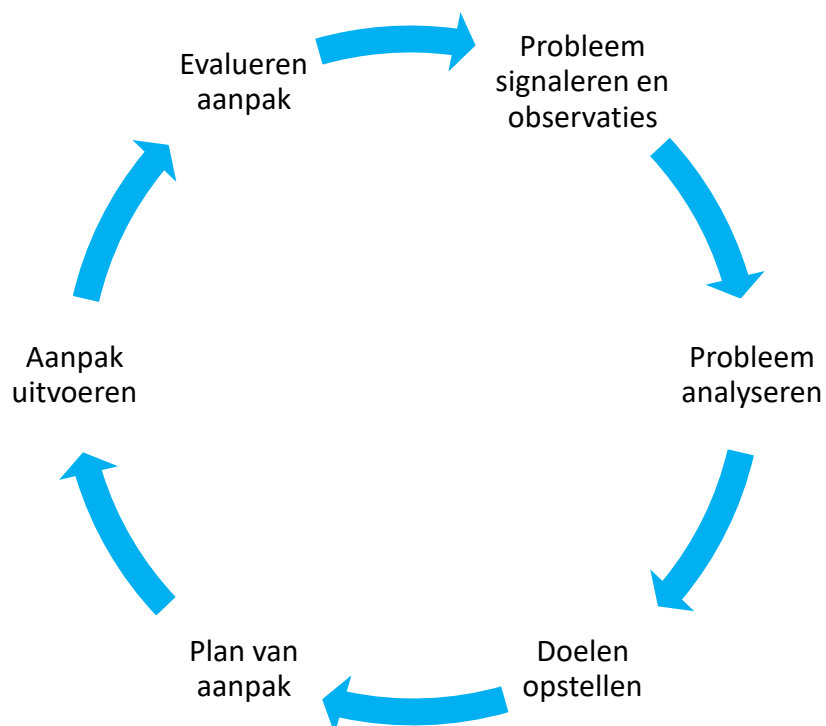 Probleem
signaleren en
observaties
Probleem
analyseren
Doelen
opstellen
Plan van
aanpak
Aanpak
uitvoeren
Evalueren
aanpak